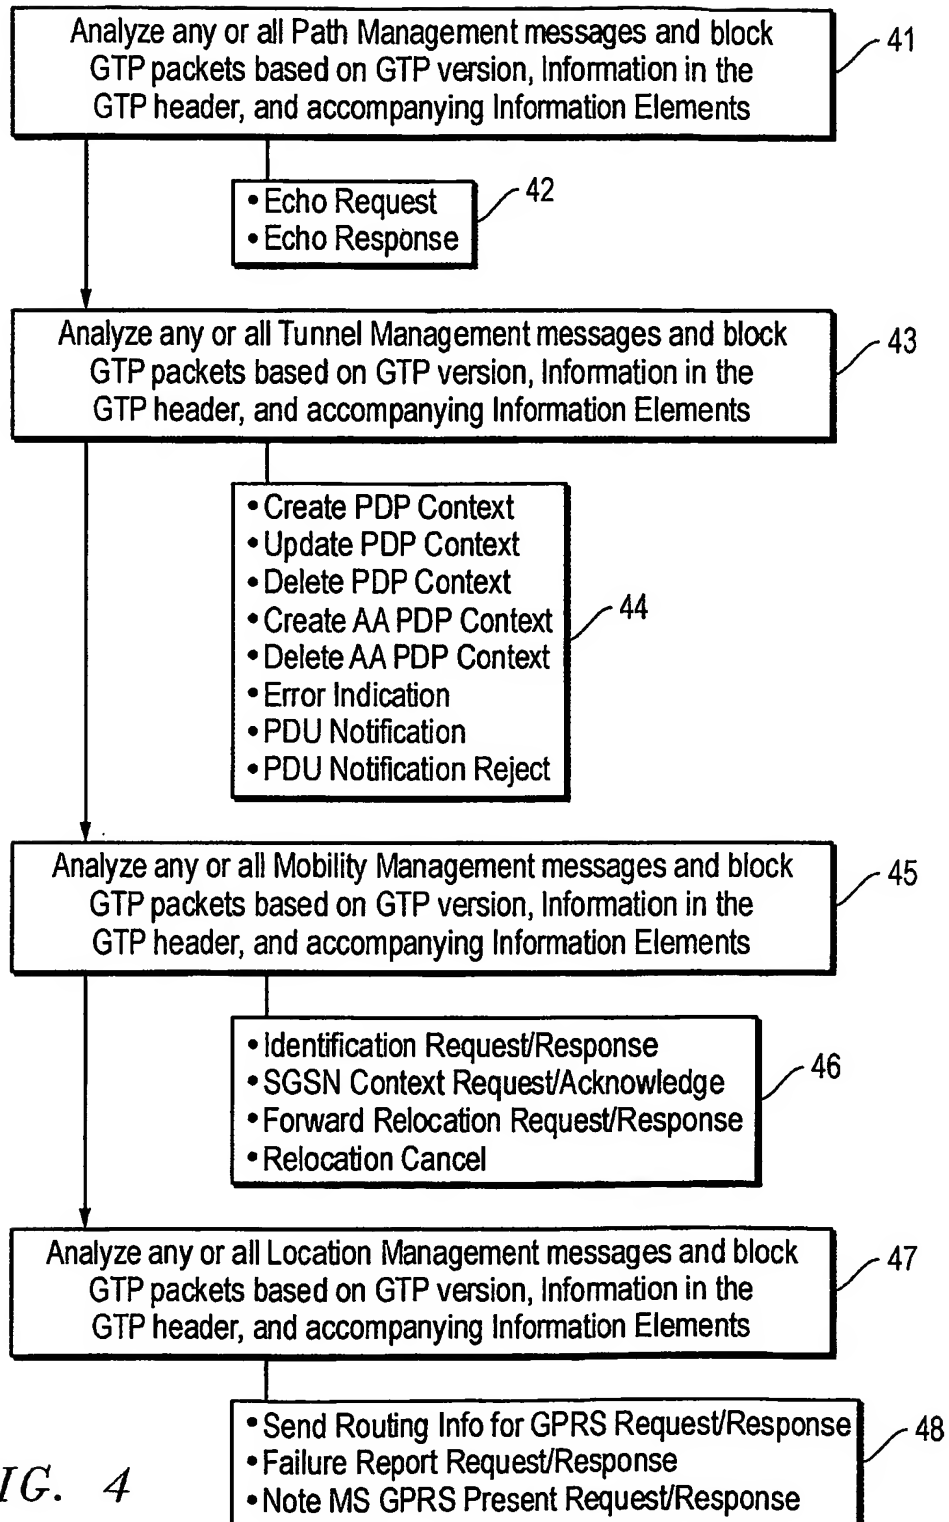 Analyze any or all Path Management messages and block
GTP packets based on GTP version, Information in the
GTP header, and accompanying Information Elements
41
• Echo Request
• Echo Response
42
Analyze any or all Tunnel Management messages and block
GTP packets based on GTP version, Information in the
GTP header, and accompanying Information Elements
43
• Create PDP Context
• Update PDP Context
• Delete PDP Context
• Create AA PDP Context
• Delete AA PDP Context
• Error Indication
• PDU Notification
• PDU Notification Reject
44
Analyze any or all Mobility Management messages and block
GTP packets based on GTP version, Information in the
GTP header, and accompanying Information Elements
45
• Identification Request/Response
• SGSN Context Request/Acknowledge
• Forward Relocation Request/Response
• Relocation Cancel
46
Analyze any or all Location Management messages and block
GTP packets based on GTP version, Information in the
GTP header, and accompanying Information Elements
47
• Send Routing Info for GPRS Request/Response
• Failure Report Request/Response
• Note MS GPRS Present Request/Response
48
IG. 4